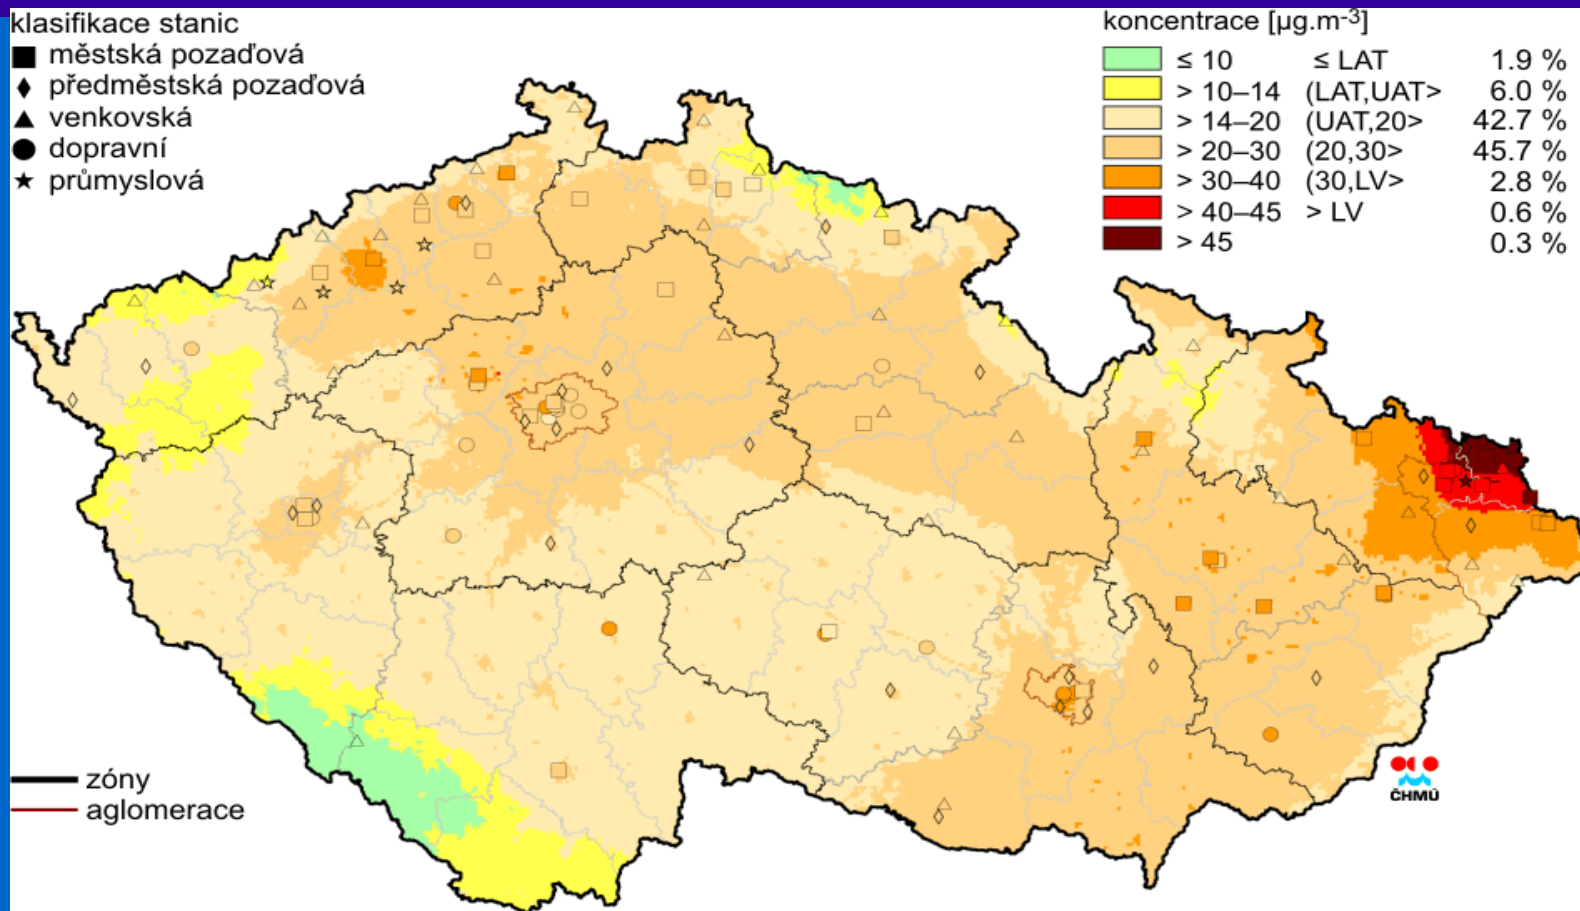 klasifikace stanic
městská pozaďová
předměstská pozaďová
venkovská
dopravní
průmyslová
koncentrace [µg.m-3]
≤ 10 ≤ LAT 1.9 %
> 10–14 (LAT,UAT> 6.0 %
> 14–20 (UAT,20> 42.7 %
> 20–30 (20,30> 45.7 %
> 30–40 (30,LV> 2.8 %
> 40–45 > LV 0.6 %
> 45 0.3 %
zóny
aglomerace
ČHMÚ